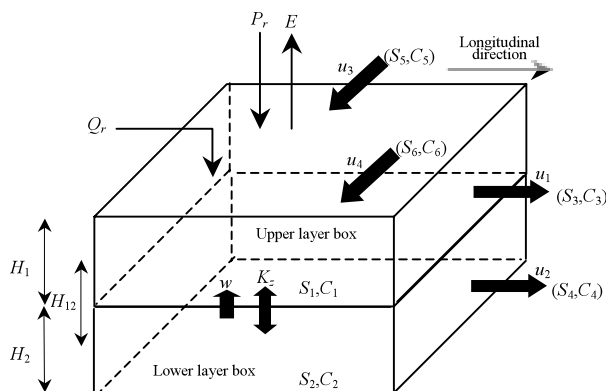 P_r
E
Longitudinal
direction
u_3
(S_5,C_5)
Q_r
u_4
(S_6,C_6)
u_1
(S_3,C_3)
Upper layer box
H_1
H_12
w
K_z
S_1,C_1
u_2
(S_4,C_4)
H_2
Lower layer box
S_2,C_2